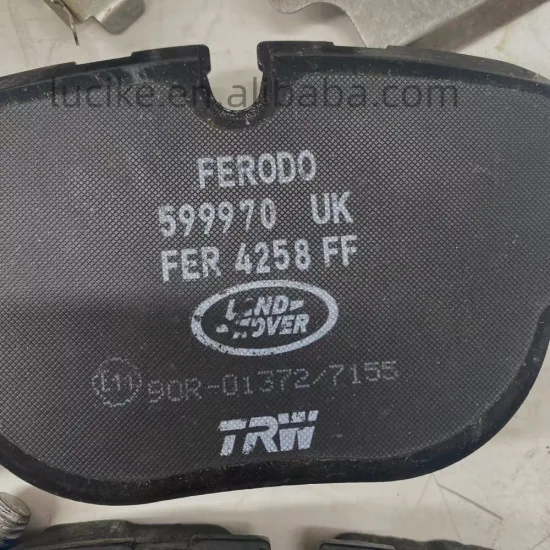 lucike.en.alibaba.com
FERODO
599970 UK
FER 4258 FF
LAND-
ROVER
E11 90R-01372/7155
TRW